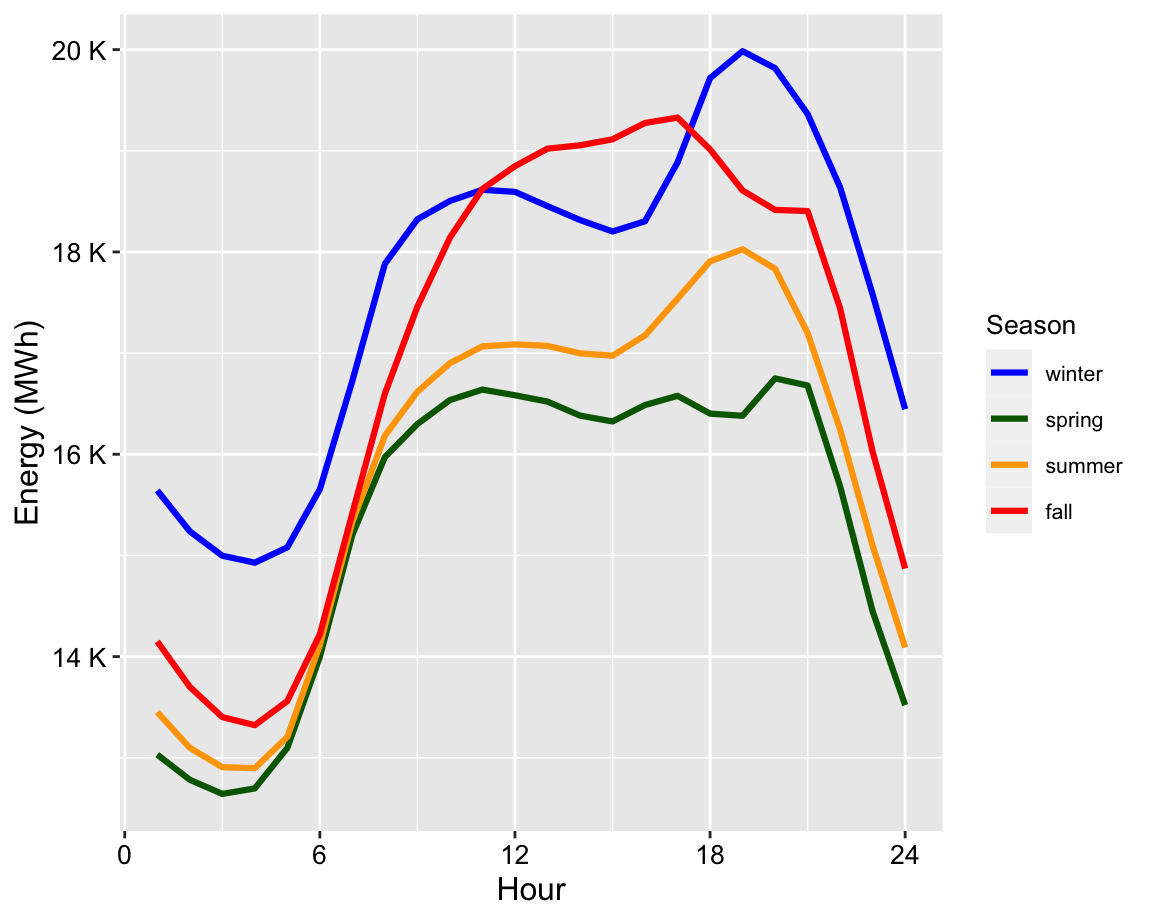 20 K
18 K
16 K
14 K
Energy (MWh)
0 6 12 18 24
Hour
Season
winter
spring
summer
fall